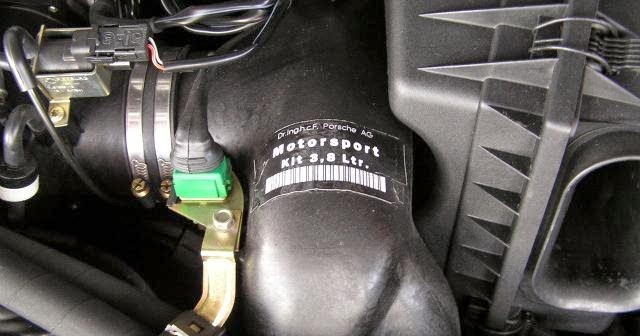 Dr.Ing.h.c.F. Porsche AG
Motorsport
Kit 3,8 Ltr.